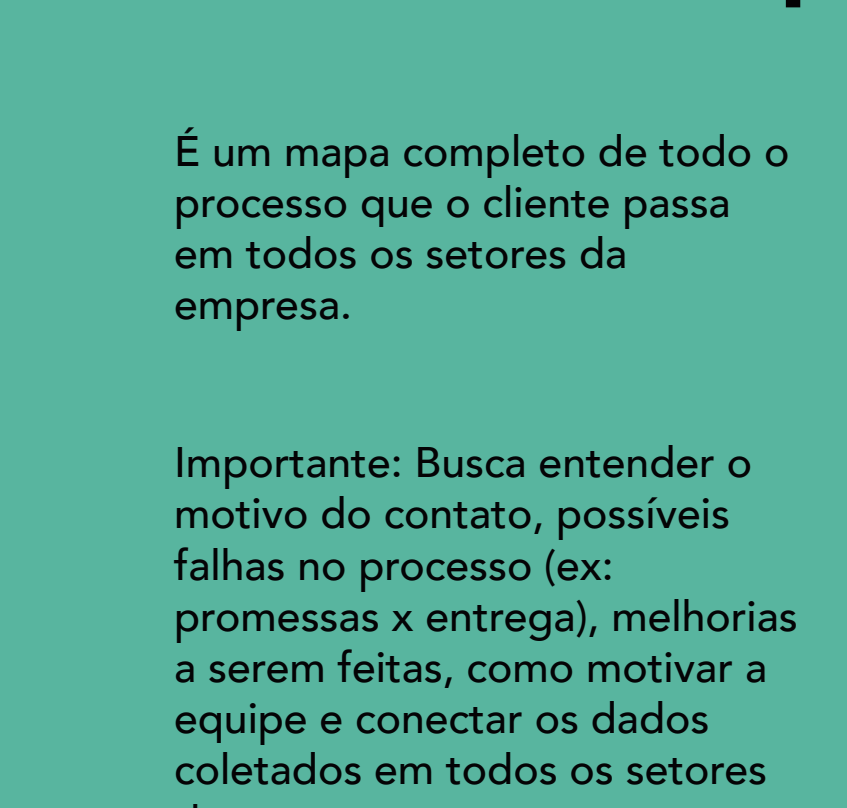 É um mapa completo de todo o
processo que o cliente passa
em todos os setores da
empresa.
Importante: Busca entender o
motivo do contato, possíveis
falhas no processo (ex:
promessas x entrega), melhorias
a serem feitas, como motivar a
equipe e conectar os dados
coletados em todos os setores